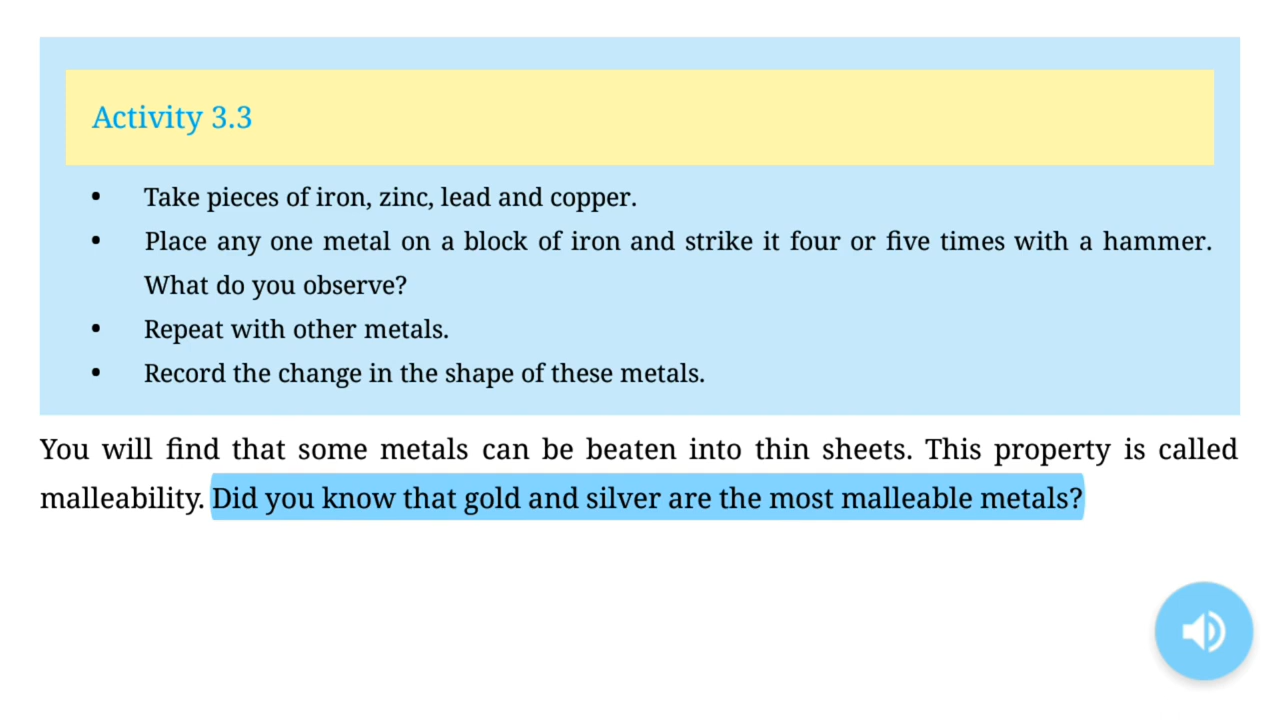 Activity 3.3
• Take pieces of iron, zinc, lead and copper.
• Place any one metal on a block of iron and strike it four or five times with a hammer.
What do you observe?
• Repeat with other metals.
• Record the change in the shape of these metals.
You will find that some metals can be beaten into thin sheets. This property is called
malleability. Did you know that gold and silver are the most malleable metals?